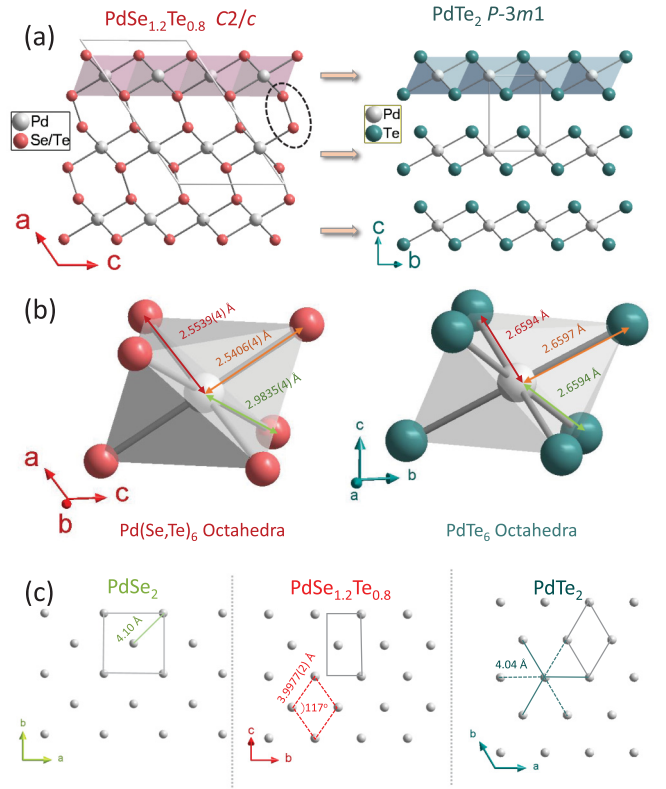 (a)
PdSe1.2Te0.8 C2/c
PdTe2 P-3m1
Pd
Se/Te
Pd
Te
a
c
c
b
(b)
2.5539(4) Å
2.5406(4) Å
2.9835(4) Å
2.6594 Å
2.6597 Å
2.6594 Å
a
c
b
c
b
a
Pd(Se,Te)6 Octahedra
PdTe6 Octahedra
(c)
PdSe2
PdSe1.2Te0.8
PdTe2
4.10 Å
3.9977(2) Å
117°
4.04 Å
b
a
c
b
b
a